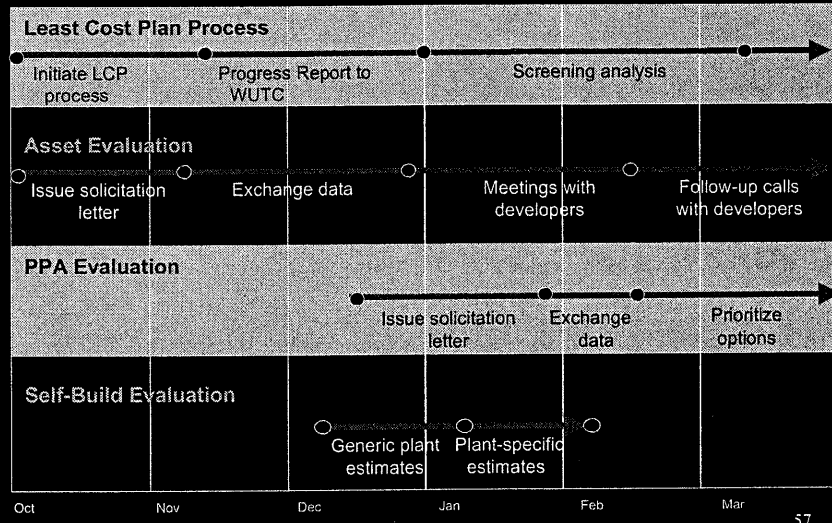 Least Cost Plan Process
Initiate LCP
process
Progress Report to
WUTC
Screening analysis
Asset Evaluation
Issue solicitation
letter
Exchange data
Meetings with
developers
Follow-up calls
with developers
PPA Evaluation
Issue solicitation
letter
Exchange
data
Prioritize
options
Self-Build Evaluation
Generic plant
estimates
Plant-specific
estimates
Oct Nov Dec Jan Feb Mar
57